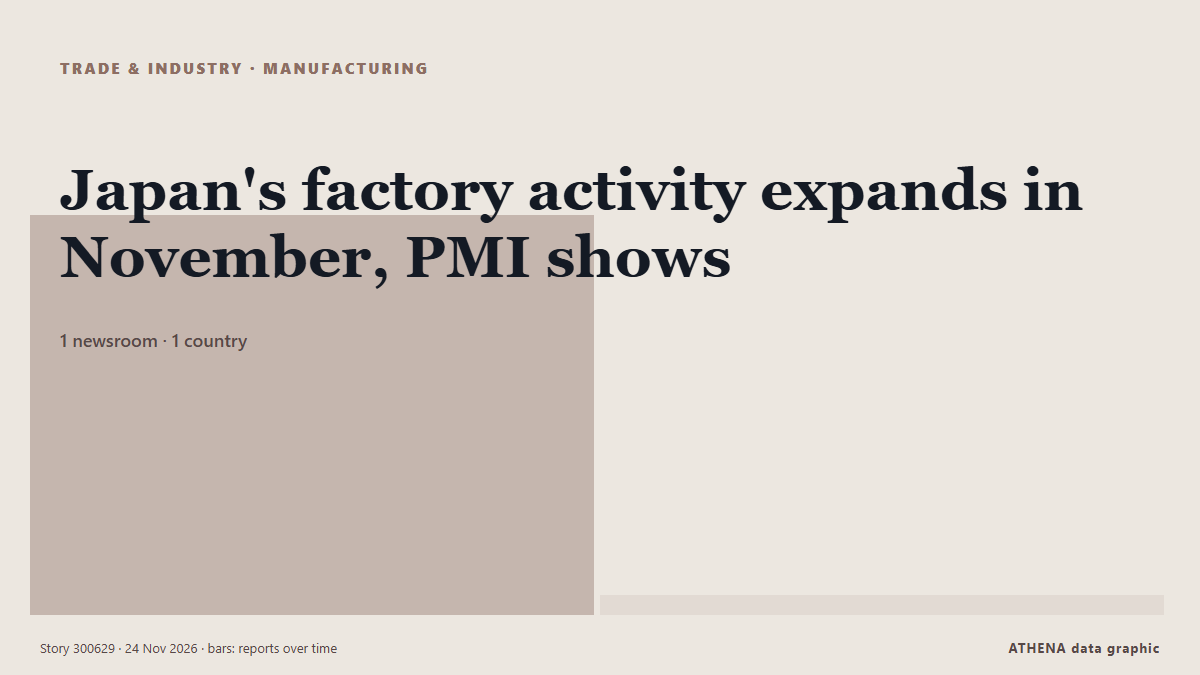 TRADE & INDUSTRY · MANUFACTURING
Japan's factory activity expands in
November, PMI shows
1 newsroom · 1 country
Story 300629 · 24 Nov 2026 · bars: reports over time
ATHENA data graphic